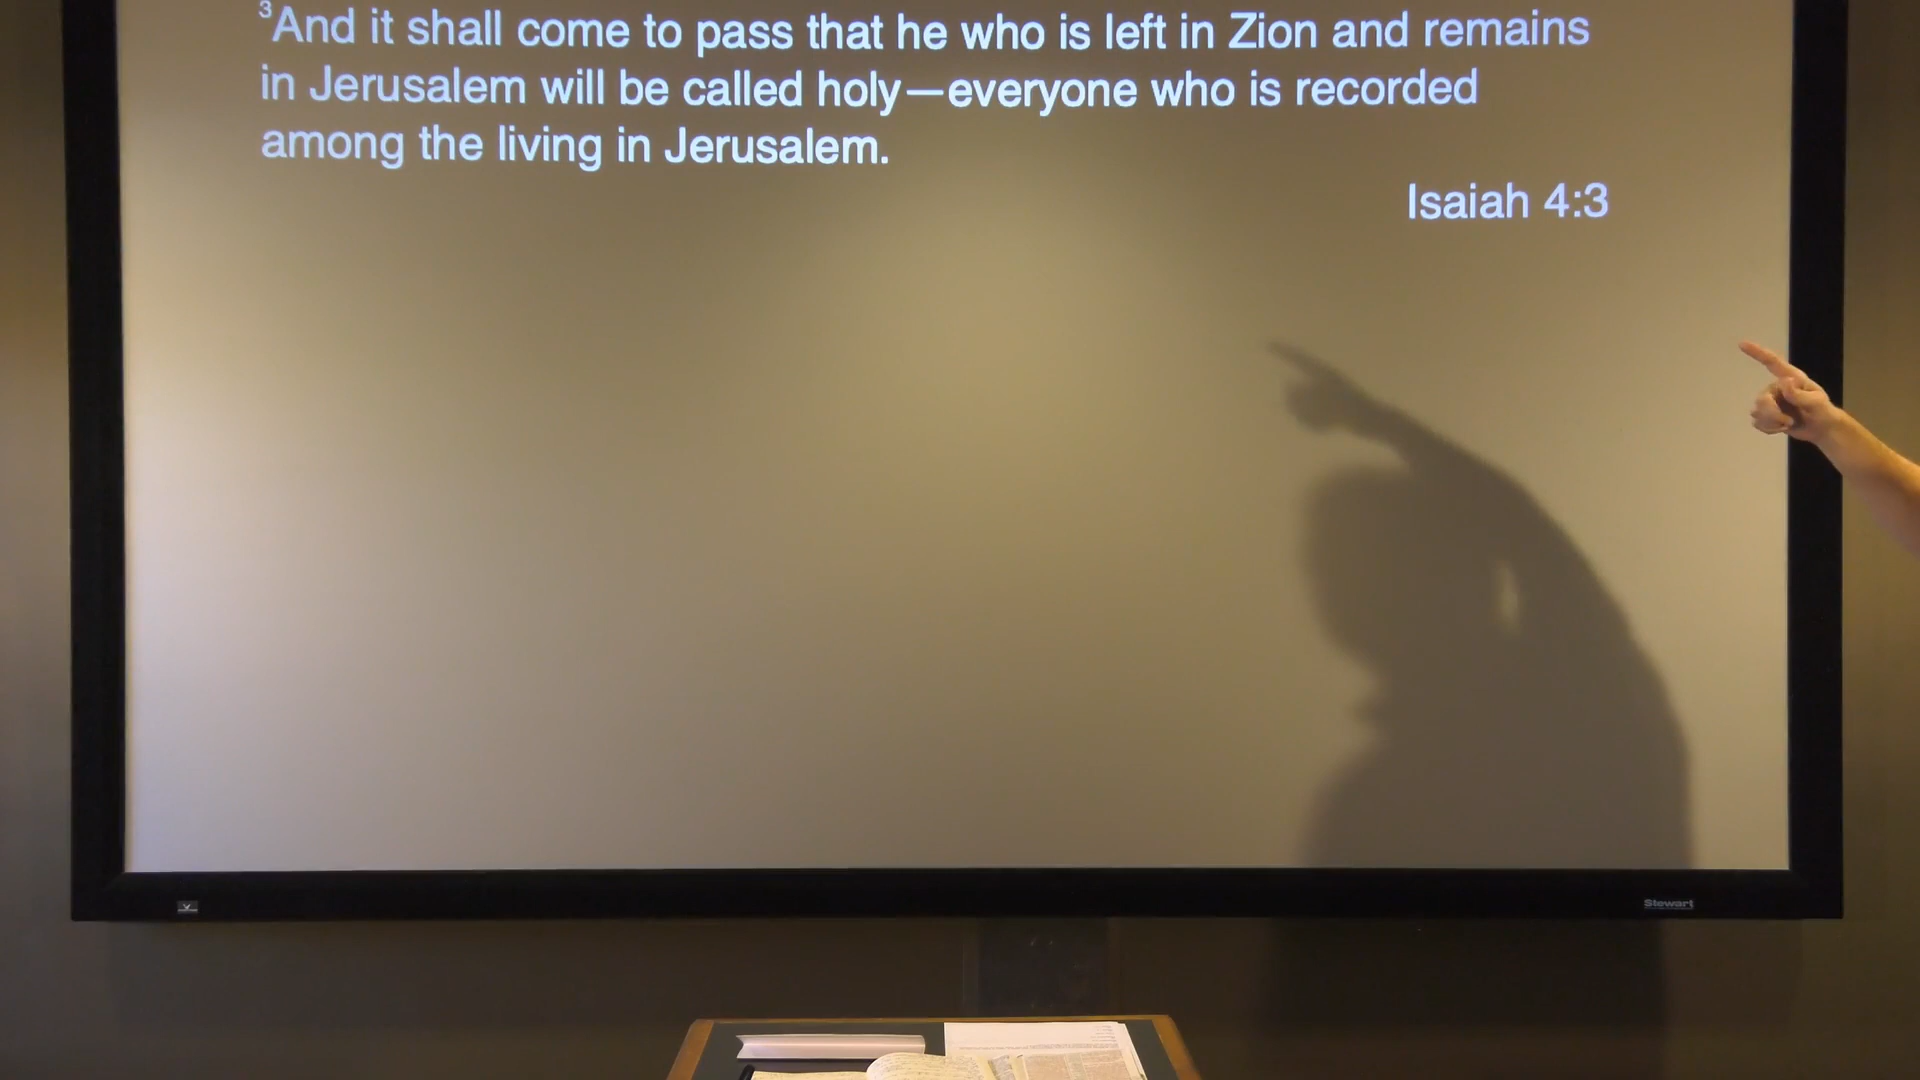 ³And it shall come to pass that he who is left in Zion and remains
in Jerusalem will be called holy—everyone who is recorded
among the living in Jerusalem.
Isaiah 4:3
Stewart